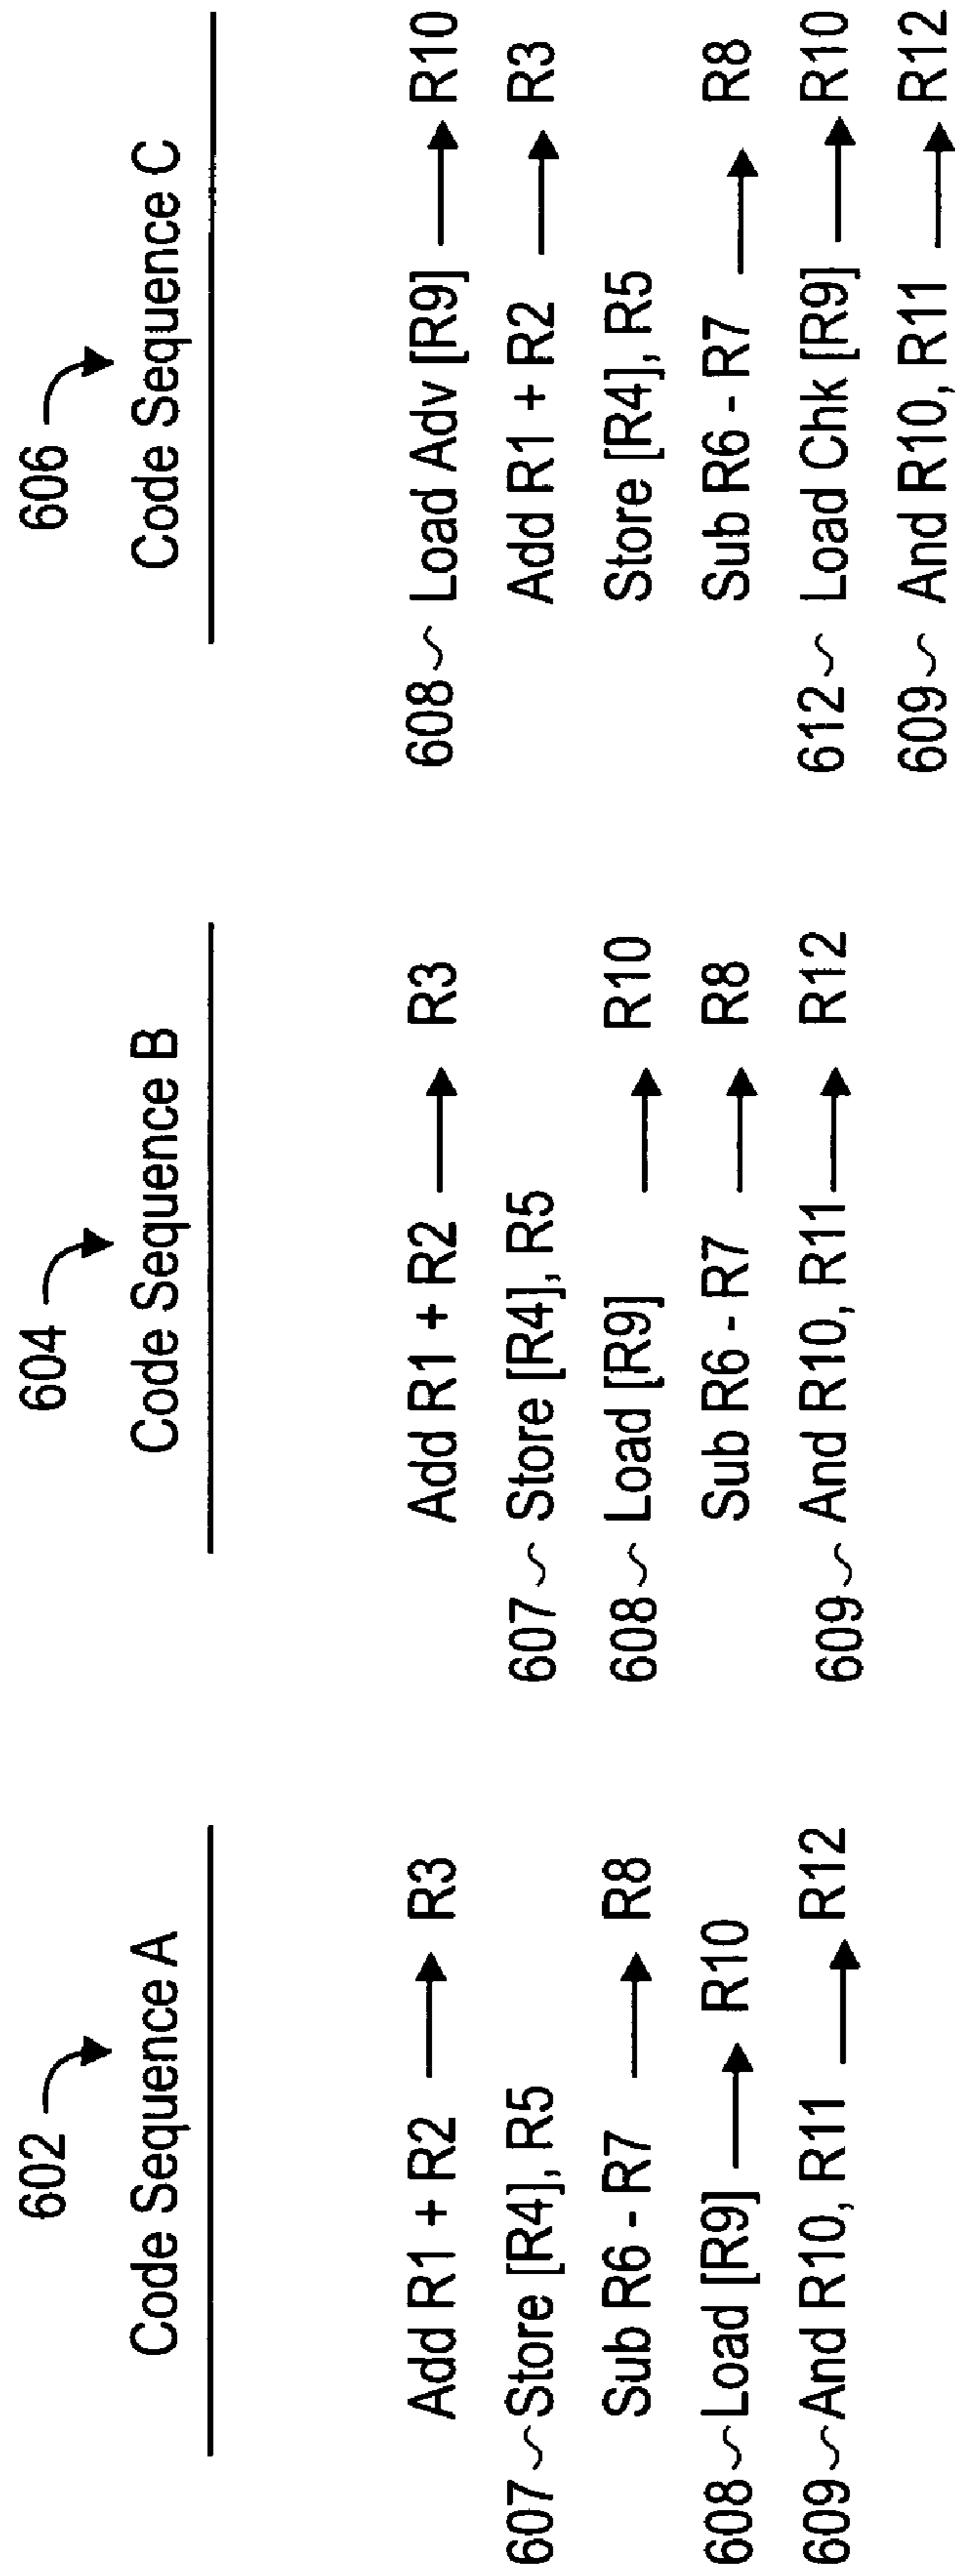 602
Code Sequence A
Add R1 + R2 → R3
607 ~ Store [R4], R5
Sub R6 - R7 → R8
608 ~ Load [R9] → R10
609 ~ And R10, R11 → R12
604
Code Sequence B
Add R1 + R2 → R3
607 ~ Store [R4], R5
608 ~ Load [R9] → R10
Sub R6 - R7 → R8
609 ~ And R10, R11 → R12
606
Code Sequence C
608 ~ Load Adv [R9] → R10
Add R1 + R2 → R3
Store [R4], R5
Sub R6 - R7 → R8
612 ~ Load Chk [R9] → R10
609 ~ And R10, R11 → R12